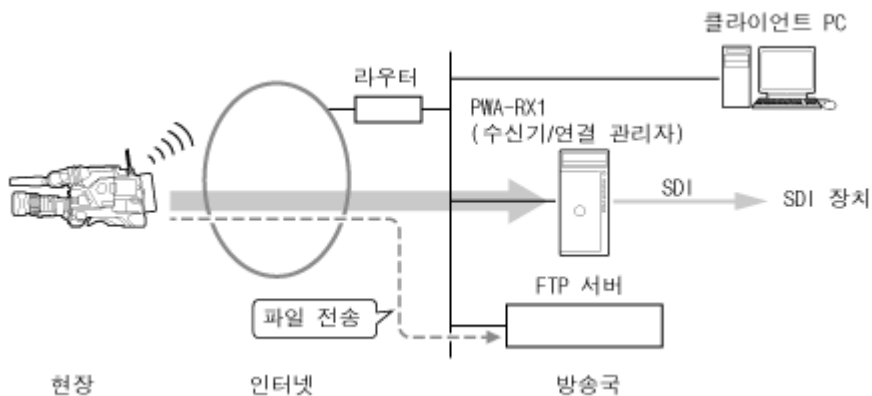 클라이언트 PC
라우터
PWA-RX1
(수신기/연결 관리자)
SDI
SDI 장치
FTP 서버
파일 전송
현장
인터넷
방송국